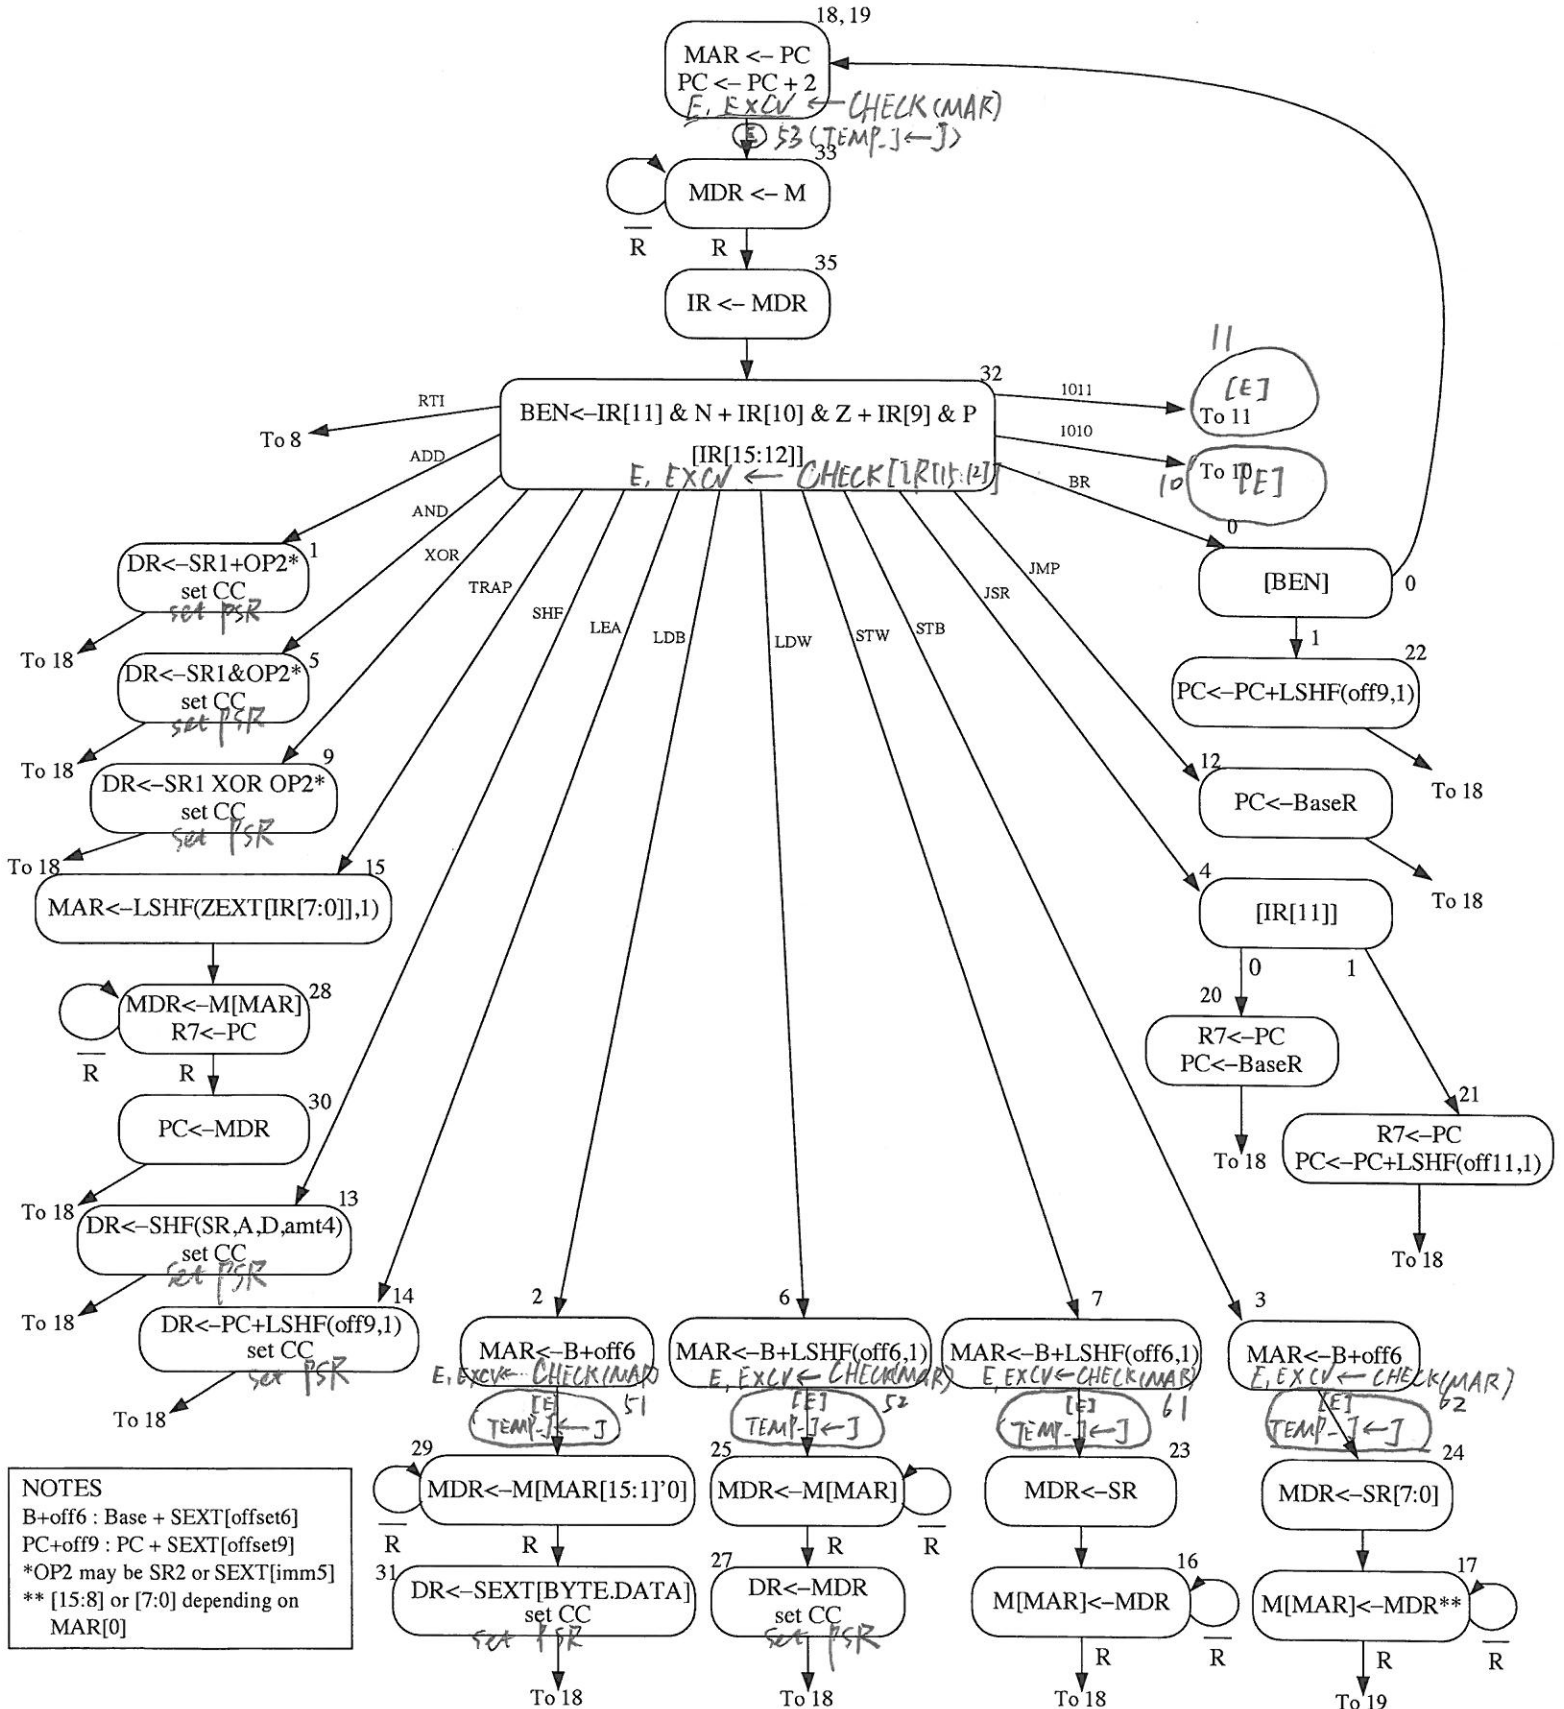 18, 19
MAR <– PC
PC <– PC + 2
E, EXCV ← CHECK(MAR)
E 53 (TEMP_J ← J)
33
MDR <– M
R
R
35
IR <– MDR
32
BEN<–IR[11] & N + IR[10] & Z + IR[9] & P
[IR[15:12]]
E, EXCV ← CHECK[IR[15:12]]
RTI
To 8
ADD
AND
XOR
TRAP
SHF
LEA
LDB
LDW
STW
STB
JSR
JMP
BR
1011
11
[E]
To 11
1010
10
To 10
[E]
0
[BEN]
0
1
22
PC<–PC+LSHF(off9,1)
To 18
12
PC<–BaseR
To 18
4
[IR[11]]
0
1
20
R7<–PC
PC<–BaseR
To 18
21
R7<–PC
PC<–PC+LSHF(off11,1)
To 18
1
DR<–SR1+OP2*
set CC
set PSR
To 18
5
DR<–SR1&OP2*
set CC
set PSR
To 18
9
DR<–SR1 XOR OP2*
set CC
set PSR
To 18
15
MAR<–LSHF(ZEXT[IR[7:0]],1)
28
MDR<–M[MAR]
R7<–PC
R
R
30
PC<–MDR
To 18
13
DR<–SHF(SR,A,D,amt4)
set CC
set PSR
To 18
14
DR<–PC+LSHF(off9,1)
set CC
set PSR
To 18
2
MAR<–B+off6
E, EXCV← CHECK(MAR)
[E] 51
TEMP_J ← J
29
MDR<–M[MAR[15:1]'0]
R
R
31
DR<–SEXT[BYTE.DATA]
set CC
set PSR
To 18
6
MAR<–B+LSHF(off6,1)
E, EXCV ← CHECK(MAR)
[E] 52
TEMP_J ← J
25
MDR<–M[MAR]
R
R
27
DR<–MDR
set CC
set PSR
To 18
7
MAR<–B+LSHF(off6,1)
E, EXCV ← CHECK(MAR)
[E] 61
TEMP_J ← J
23
MDR<–SR
16
M[MAR]<–MDR
R
R
To 18
3
MAR<–B+off6
E, EXCV ← CHECK(MAR)
[E] 62
TEMP_J ← J
24
MDR<–SR[7:0]
17
M[MAR]<–MDR**
R
R
To 19
NOTES
B+off6 : Base + SEXT[offset6]
PC+off9 : PC + SEXT[offset9]
*OP2 may be SR2 or SEXT[imm5]
** [15:8] or [7:0] depending on
MAR[0]